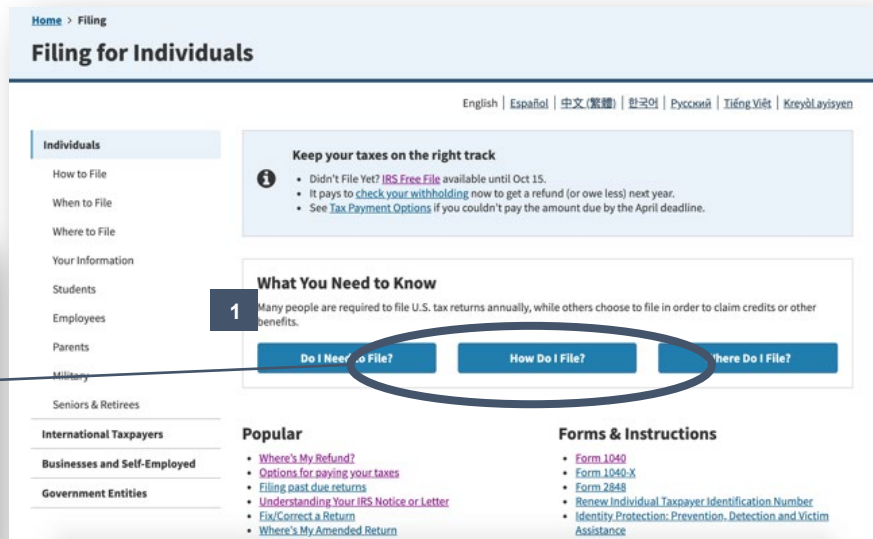 Home > Filing
Filing for Individuals
English | Español | 中文 (繁體) | 한국어 | Русский | Tiếng Việt | Kreyòl ayisyen
Individuals
How to File
When to File
Where to File
Your Information
Students
Employees
Parents
Military
Seniors & Retirees
International Taxpayers
Businesses and Self-Employed
Government Entities
Keep your taxes on the right track
• Didn't File Yet? IRS Free File available until Oct 15.
• It pays to check your withholding now to get a refund (or owe less) next year.
• See Tax Payment Options if you couldn't pay the amount due by the April deadline.
What You Need to Know
1
Many people are required to file U.S. tax returns annually, while others choose to file in order to claim credits or other
benefits.
Do I Need to File?
How Do I File?
Where Do I File?
Popular
• Where's My Refund?
• Options for paying your taxes
• Filing past due returns
• Understanding Your IRS Notice or Letter
• Fix/Correct a Return
• Where's My Amended Return
Forms & Instructions
• Form 1040
• Form 1040-X
• Form 2848
• Renew Individual Taxpayer Identification Number
• Identity Protection: Prevention, Detection and Victim
Assistance